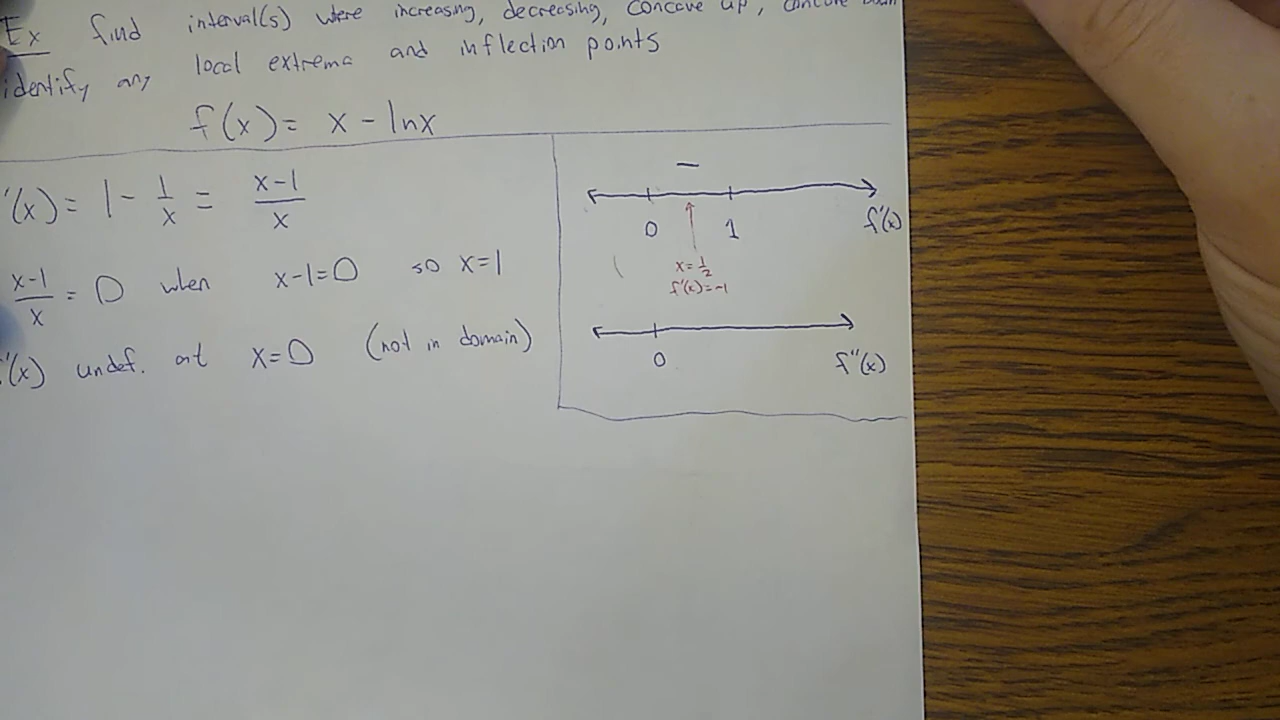 Ex find interval(s) where increasing, decreasing, concave up, concave down
identify any local extrema and inflection points
f(x) = x - lnx
'(x) = 1 - 1/x = x-1/x
x-1/x = 0 when x-1=0 so x=1
'(x) undef. at x=0 (not in domain)
−
0 1 f'(x)
(
x=1/2
f'(x)=-1
0 f''(x)